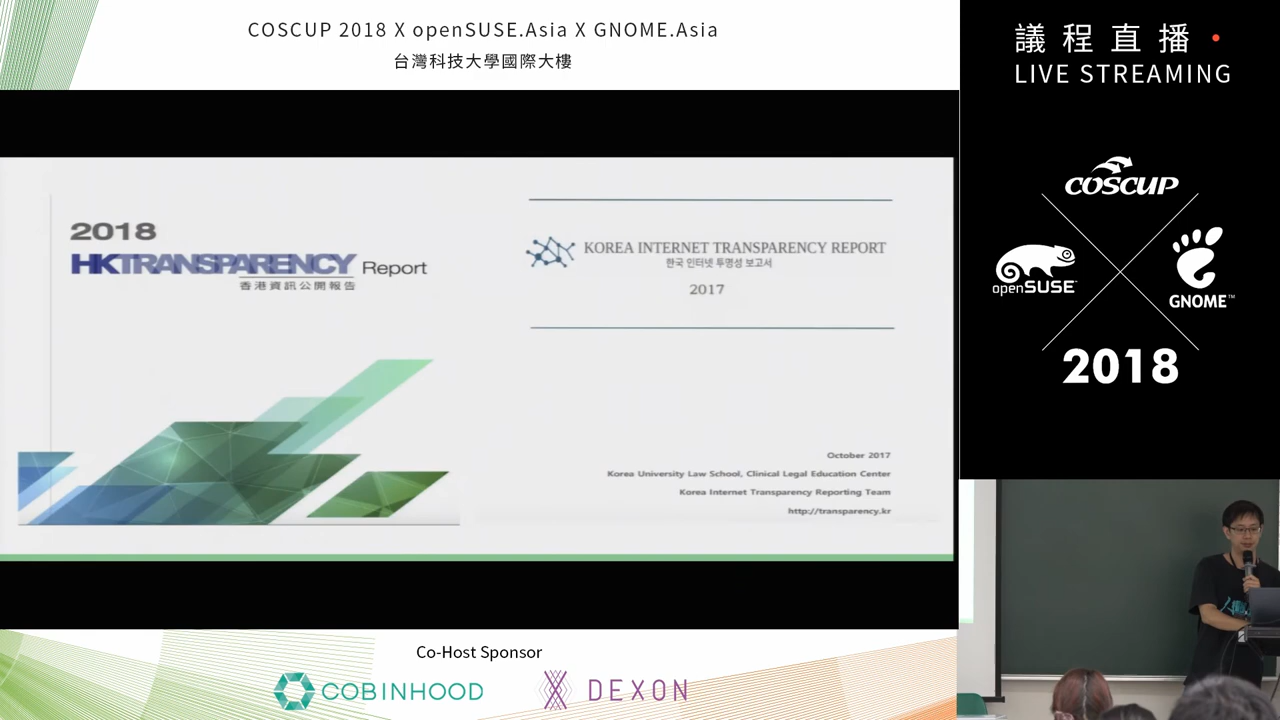 COSCUP 2018 X openSUSE.Asia X GNOME.Asia
台灣科技大學國際大樓
議程直播
LIVE STREAMING
COSCUP
openSUSE
GNOME™
2018
2018
HKTRANSPARENCY Report
香港資訊公開報告
KOREA INTERNET TRANSPARENCY REPORT
한국 인터넷 투명성 보고서
2017
October 2017
Korea University Law School, Clinical Legal Education Center
Korea Internet Transparency Reporting Team
http://transparency.kr
Co-Host Sponsor
COBINHOOD
DEXON